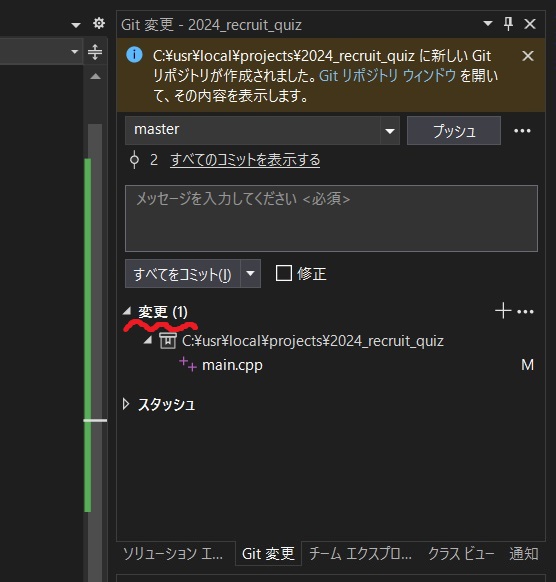 Git 変更 - 2024_recruit_quiz
C:¥usr¥local¥projects¥2024_recruit_quiz に新しい Git
リポジトリが作成されました。Git リポジトリ ウィンドウ を開い
て、その内容を表示します。
master
プッシュ
2 すべてのコミットを表示する
メッセージを入力してください <必須>
すべてをコミット(I)
修正
変更 (1)
C:¥usr¥local¥projects¥2024_recruit_quiz
main.cpp M
スタッシュ
ソリューション エ... Git 変更 チーム エクスプロ... クラス ビュー 通知